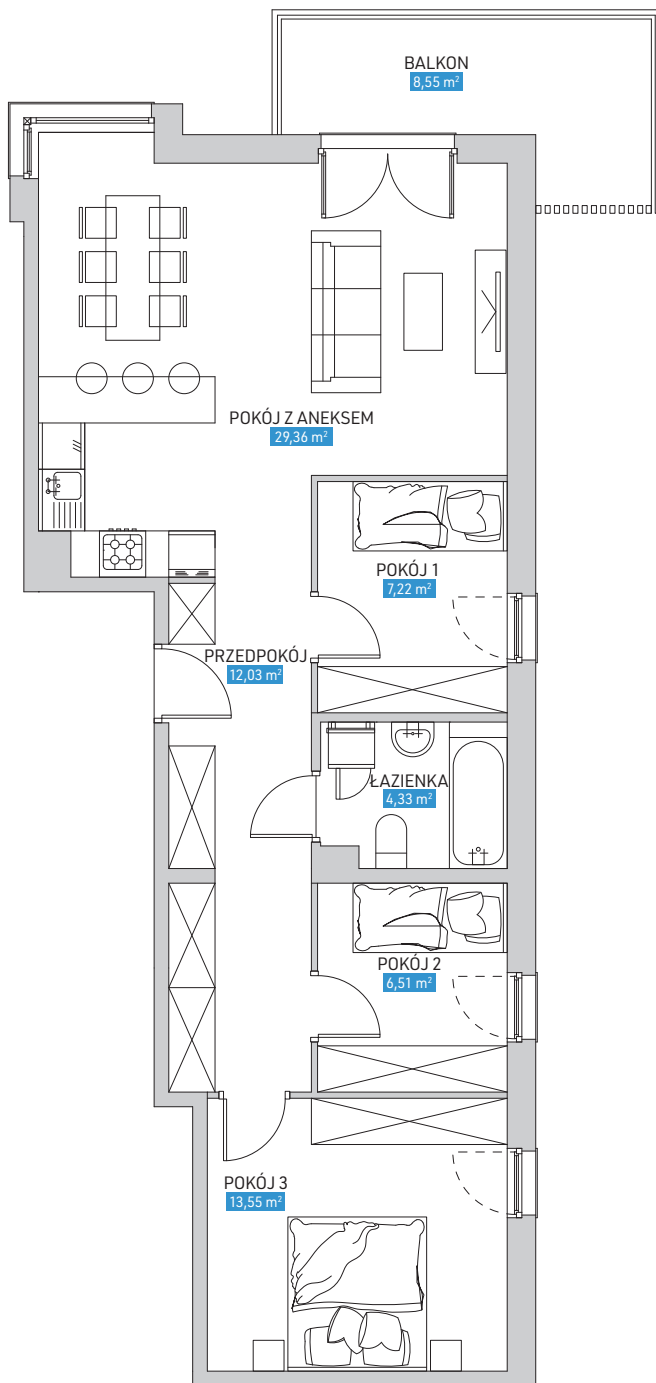 BALKON
8,55 m²
POKÓJ Z ANEKSEM
29,36 m²
POKÓJ 1
7,22 m²
PRZEDPOKÓJ
12,03 m²
ŁAZIENKA
4,33 m²
POKÓJ 2
6,51 m²
POKÓJ 3
13,55 m²